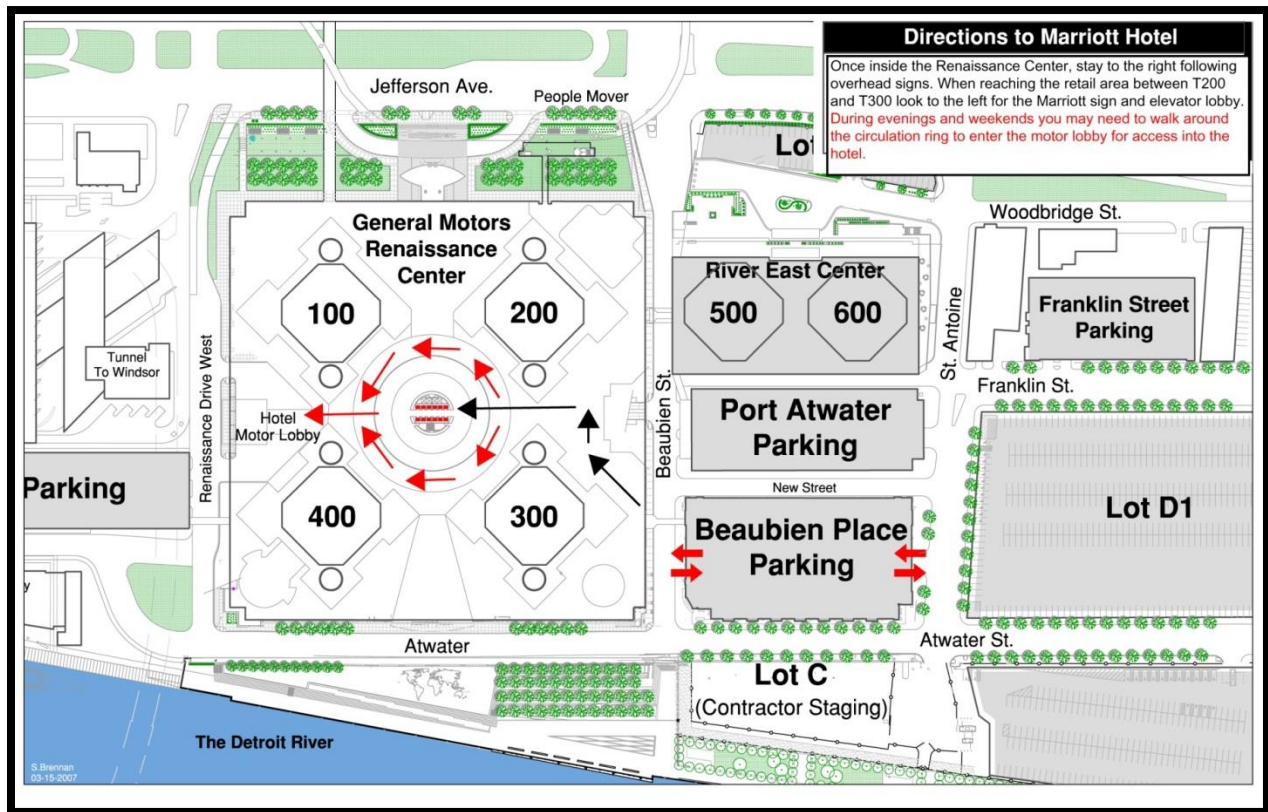 Directions to Marriott Hotel
Once inside the Renaissance Center, stay to the right following
overhead signs. When reaching the retail area between T200
and T300 look to the left for the Marriott sign and elevator lobby.
During evenings and weekends you may need to walk around
the circulation ring to enter the motor lobby for access into the
hotel.
Jefferson Ave.
People Mover
Lot
Woodbridge St.
General Motors
Renaissance
Center
River East Center
100
200
500
600
Franklin Street
Parking
St. Antoine
Tunnel
To Windsor
Renaissance Drive West
Hotel
Motor Lobby
Beaubien St.
Franklin St.
Port Atwater
Parking
Parking
New Street
400
300
Lot D1
Beaubien Place
Parking
Atwater
Atwater St.
Lot C
(Contractor Staging)
The Detroit River
S.Brennan
03-15-2007